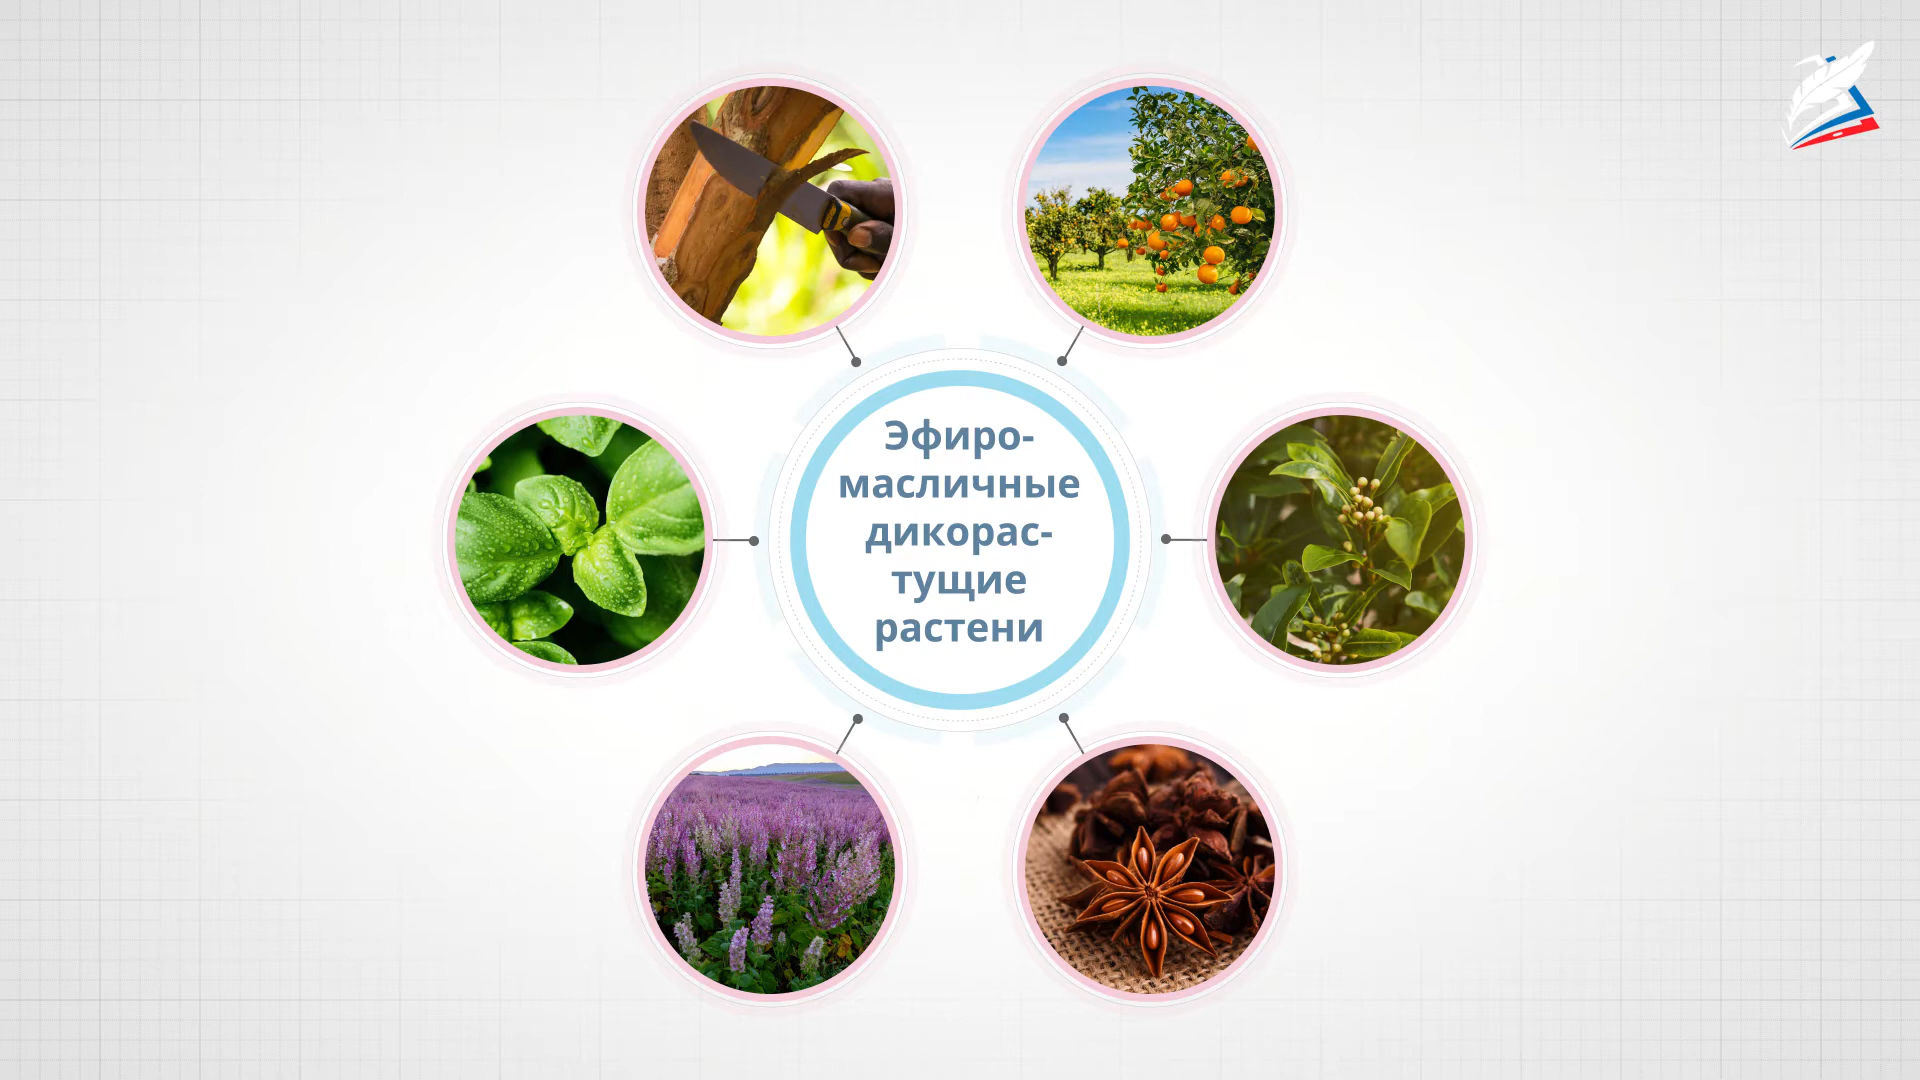 Эфиро-
масличные
дикорас-
тущие
растени